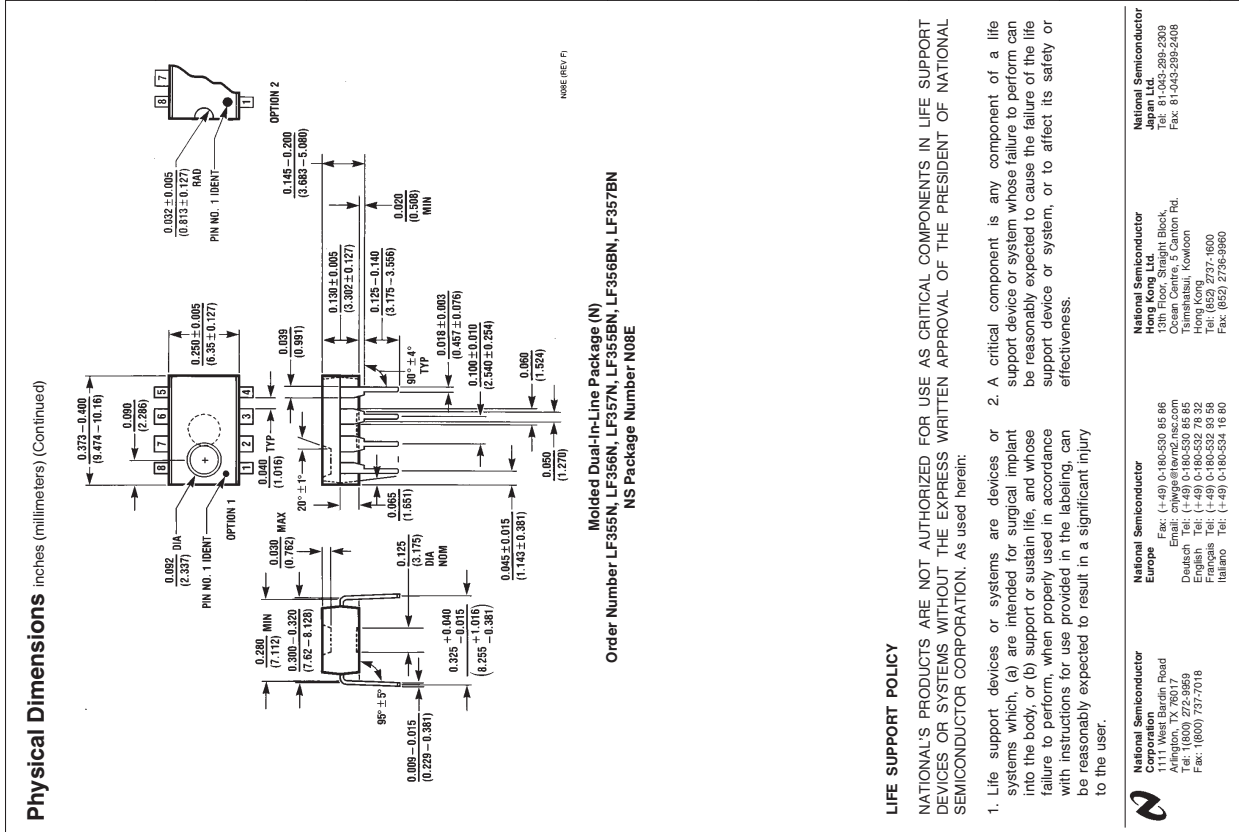 Physical Dimensions inches (millimeters) (Continued)
0.092 DIA
(2.337)
PIN NO. 1 IDENT
OPTION 1
0.373 – 0.400
(9.474 – 10.16)
0.090
(2.286)
8 7 6 5
1 2 3 4
0.250 ± 0.005
(6.35 ± 0.127)
0.032 ± 0.005
(0.813 ± 0.127)
RAD
PIN NO. 1 IDENT
8 7
1
OPTION 2
0.280 MIN
(7.112)
0.300 – 0.320
(7.62 – 8.128)
0.030 MAX
(0.762)
20° ± 1°
0.040 TYP
(1.016)
0.039
(0.991)
0.130 ± 0.005
(3.302 ± 0.127)
0.145 – 0.200
(3.683 – 5.080)
95° ± 5°
0.009 – 0.015
(0.229 – 0.381)
0.125
(3.175)
DIA
NOM
0.325 +0.040 −0.015
(8.255 +1.016 −0.381)
0.065
(1.651)
0.045 ± 0.015
(1.143 ± 0.381)
0.050
(1.270)
0.060
(1.524)
0.100 ± 0.010
(2.540 ± 0.254)
0.018 ± 0.003
(0.457 ± 0.076)
90° ± 4°
TYP
0.125 – 0.140
(3.175 – 3.556)
0.020
(0.508)
MIN
N08E (REV F)
Molded Dual-In-Line Package (N)
Order Number LF355N, LF356N, LF357N, LF355BN, LF356BN, LF357BN
NS Package Number N08E
LIFE SUPPORT POLICY
NATIONAL'S PRODUCTS ARE NOT AUTHORIZED FOR USE AS CRITICAL COMPONENTS IN LIFE SUPPORT
DEVICES OR SYSTEMS WITHOUT THE EXPRESS WRITTEN APPROVAL OF THE PRESIDENT OF NATIONAL
SEMICONDUCTOR CORPORATION. As used herein:
1. Life support devices or systems are devices or
systems which, (a) are intended for surgical implant
into the body, or (b) support or sustain life, and whose
failure to perform, when properly used in accordance
with instructions for use provided in the labeling, can
be reasonably expected to result in a significant injury
to the user.
2. A critical component is any component of a life
support device or system whose failure to perform can
be reasonably expected to cause the failure of the life
support device or system, or to affect its safety or
effectiveness.
National Semiconductor
Corporation
1111 West Bardin Road
Arlington, TX 76017
Tel: 1(800) 272-9959
Fax: 1(800) 737-7018
National Semiconductor
Europe
Fax: (+49) 0-180-530 85 86
Email: cnjwge@tevm2.nsc.com
Deutsch Tel: (+49) 0-180-530 85 85
English Tel: (+49) 0-180-532 78 32
Français Tel: (+49) 0-180-532 93 58
Italiano Tel: (+49) 0-180-534 16 80
National Semiconductor
Hong Kong Ltd.
13th Floor, Straight Block,
Ocean Centre, 5 Canton Rd.
Tsimshatsui, Kowloon
Hong Kong
Tel: (852) 2737-1600
Fax: (852) 2736-9960
National Semiconductor
Japan Ltd.
Tel: 81-043-299-2309
Fax: 81-043-299-2408